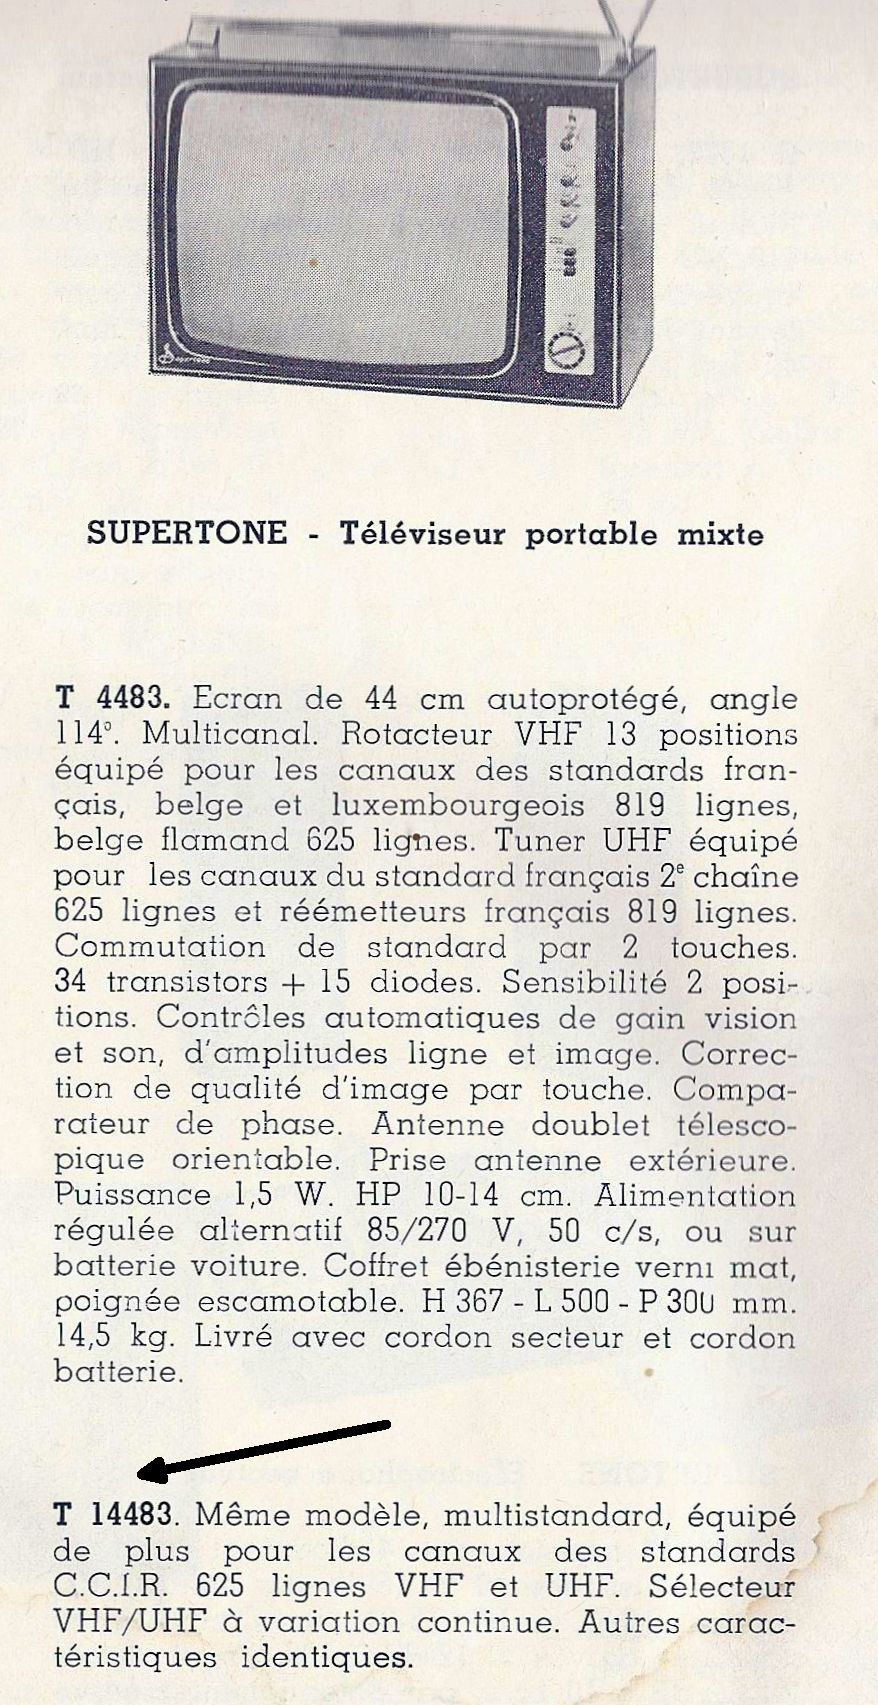 Supertone
SUPERTONE - Téléviseur portable mixte
T 4483. Ecran de 44 cm autoprotégé, angle
114°. Multicanal. Rotacteur VHF 13 positions
équipé pour les canaux des standards fran-
çais, belge et luxembourgeois 819 lignes,
belge flamand 625 lignes. Tuner UHF équipé
pour les canaux du standard français 2e chaîne
625 lignes et réémetteurs français 819 lignes.
Commutation de standard par 2 touches.
34 transistors + 15 diodes. Sensibilité 2 posi-
tions. Contrôles automatiques de gain vision
et son, d'amplitudes ligne et image. Correc-
tion de qualité d'image par touche. Compa-
rateur de phase. Antenne doublet télesco-
pique orientable. Prise antenne extérieure.
Puissance 1,5 W. HP 10-14 cm. Alimentation
régulée alternatif 85/270 V, 50 c/s, ou sur
batterie voiture. Coffret ébénisterie verni mat,
poignée escamotable. H 367 - L 500 - P 300 mm.
14,5 kg. Livré avec cordon secteur et cordon
batterie.
T 14483. Même modèle, multistandard, équipé
de plus pour les canaux des standards
C.C.I.R. 625 lignes VHF et UHF. Sélecteur
VHF/UHF à variation continue. Autres carac-
téristiques identiques.